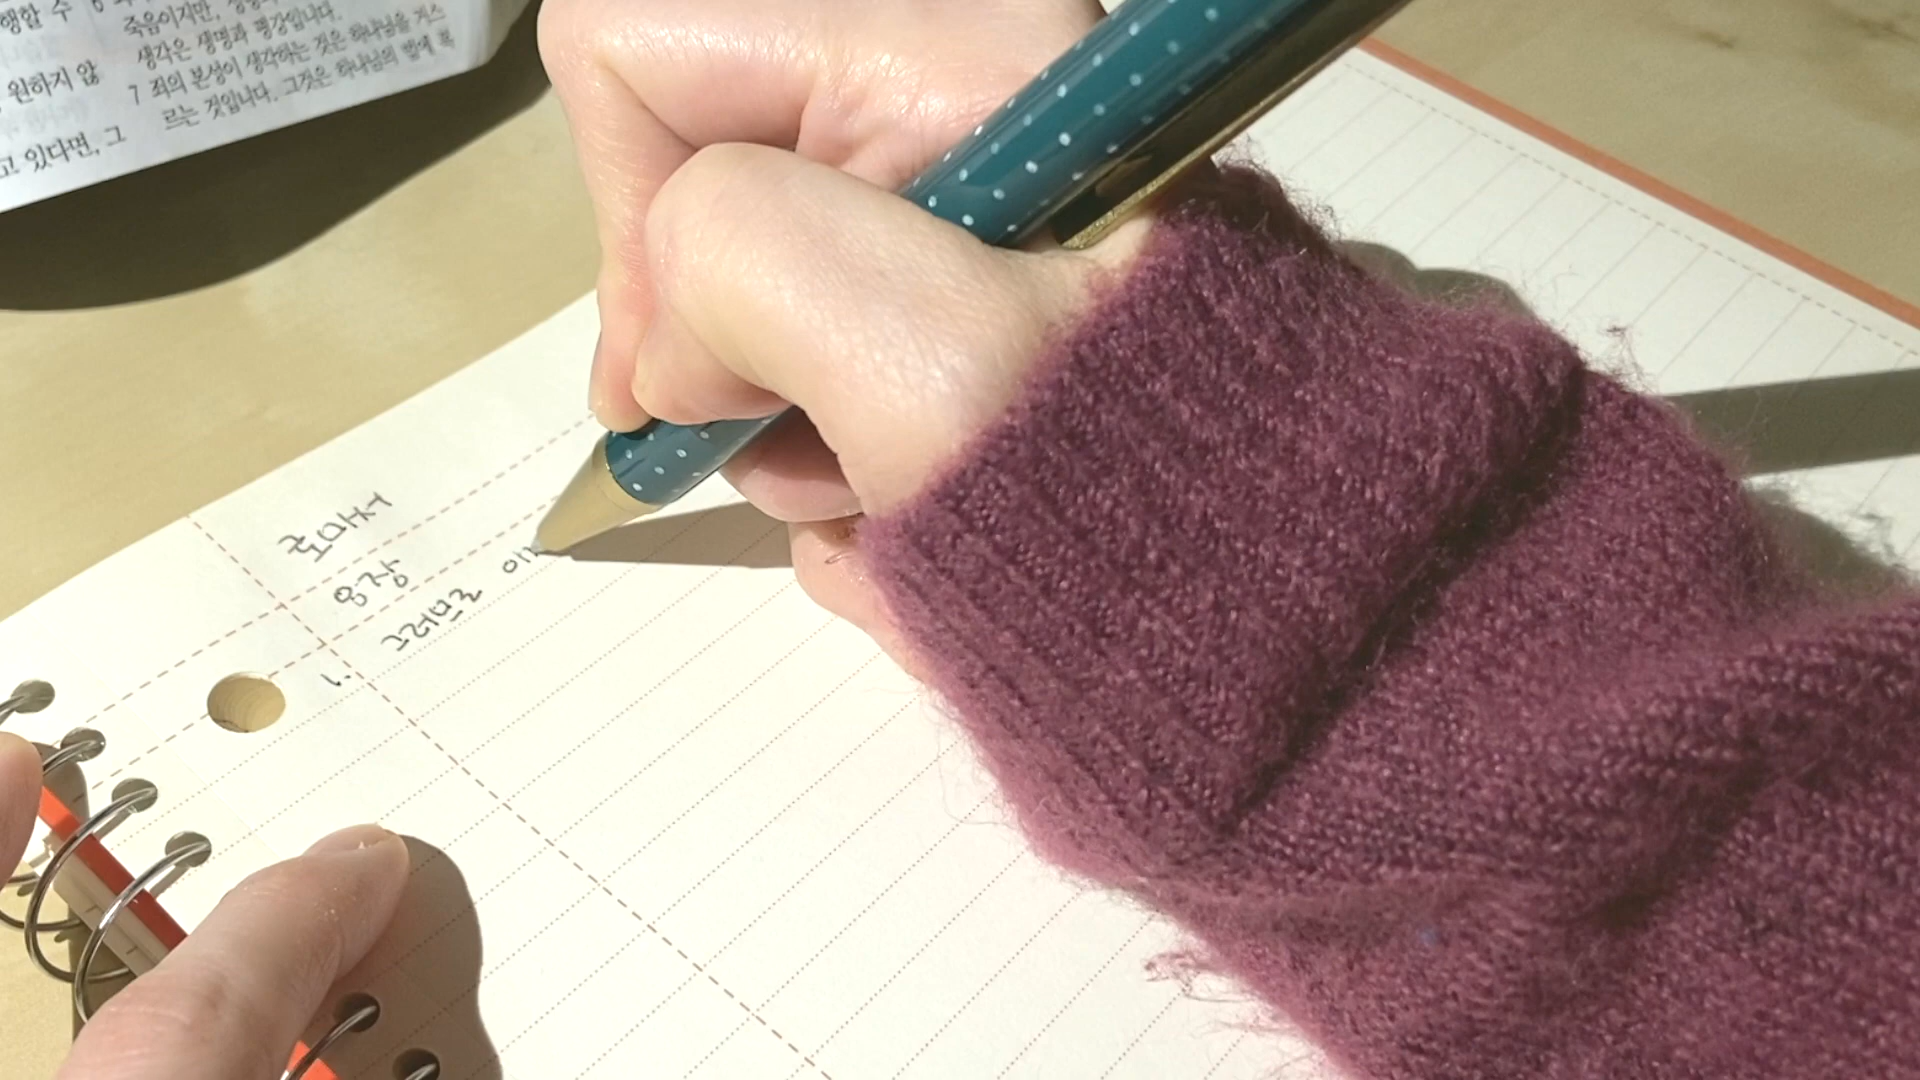 행할 수
원하지 않
고 있다면, 그
죽음이지만,
생각은 생명과 평강입니다.
7 죄의 본성이 생각하는 것은 하나님을 거스
르는 것입니다. 그것은 하나님의 법에 복
로마서
8장
1. 그러므로 이